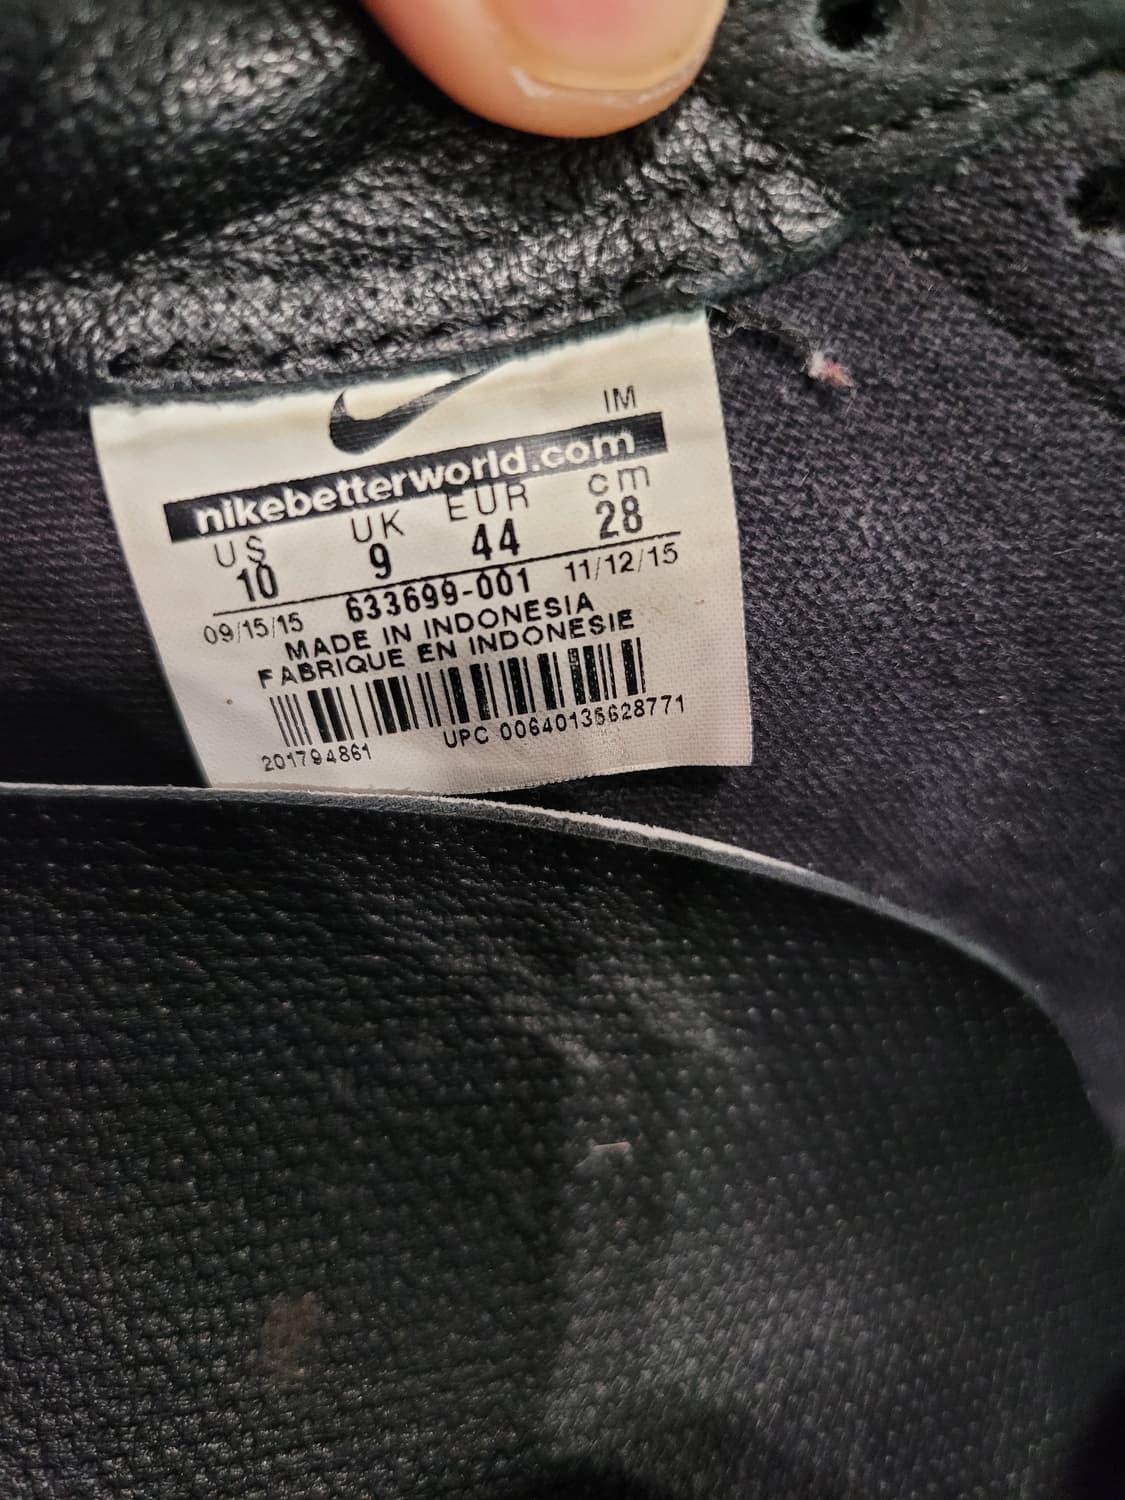 IM
nikebetterworld.com
US UK EUR cm
10 9 44 28
09/15/15 633699-001 11/12/15
MADE IN INDONESIA
FABRIQUE EN INDONESIE
201794861 UPC 00640135628771